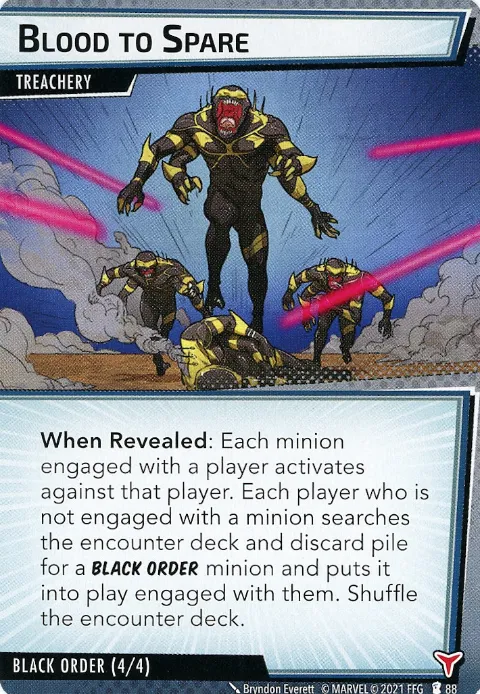 BLOOD TO SPARE
TREACHERY
When Revealed: Each minion
engaged with a player activates
against that player. Each player who is
not engaged with a minion searches
the encounter deck and discard pile
for a BLACK ORDER minion and puts it
into play engaged with them. Shuffle
the encounter deck.
BLACK ORDER (4/4)
Bryndon Everett © MARVEL © 2021 FFG 88